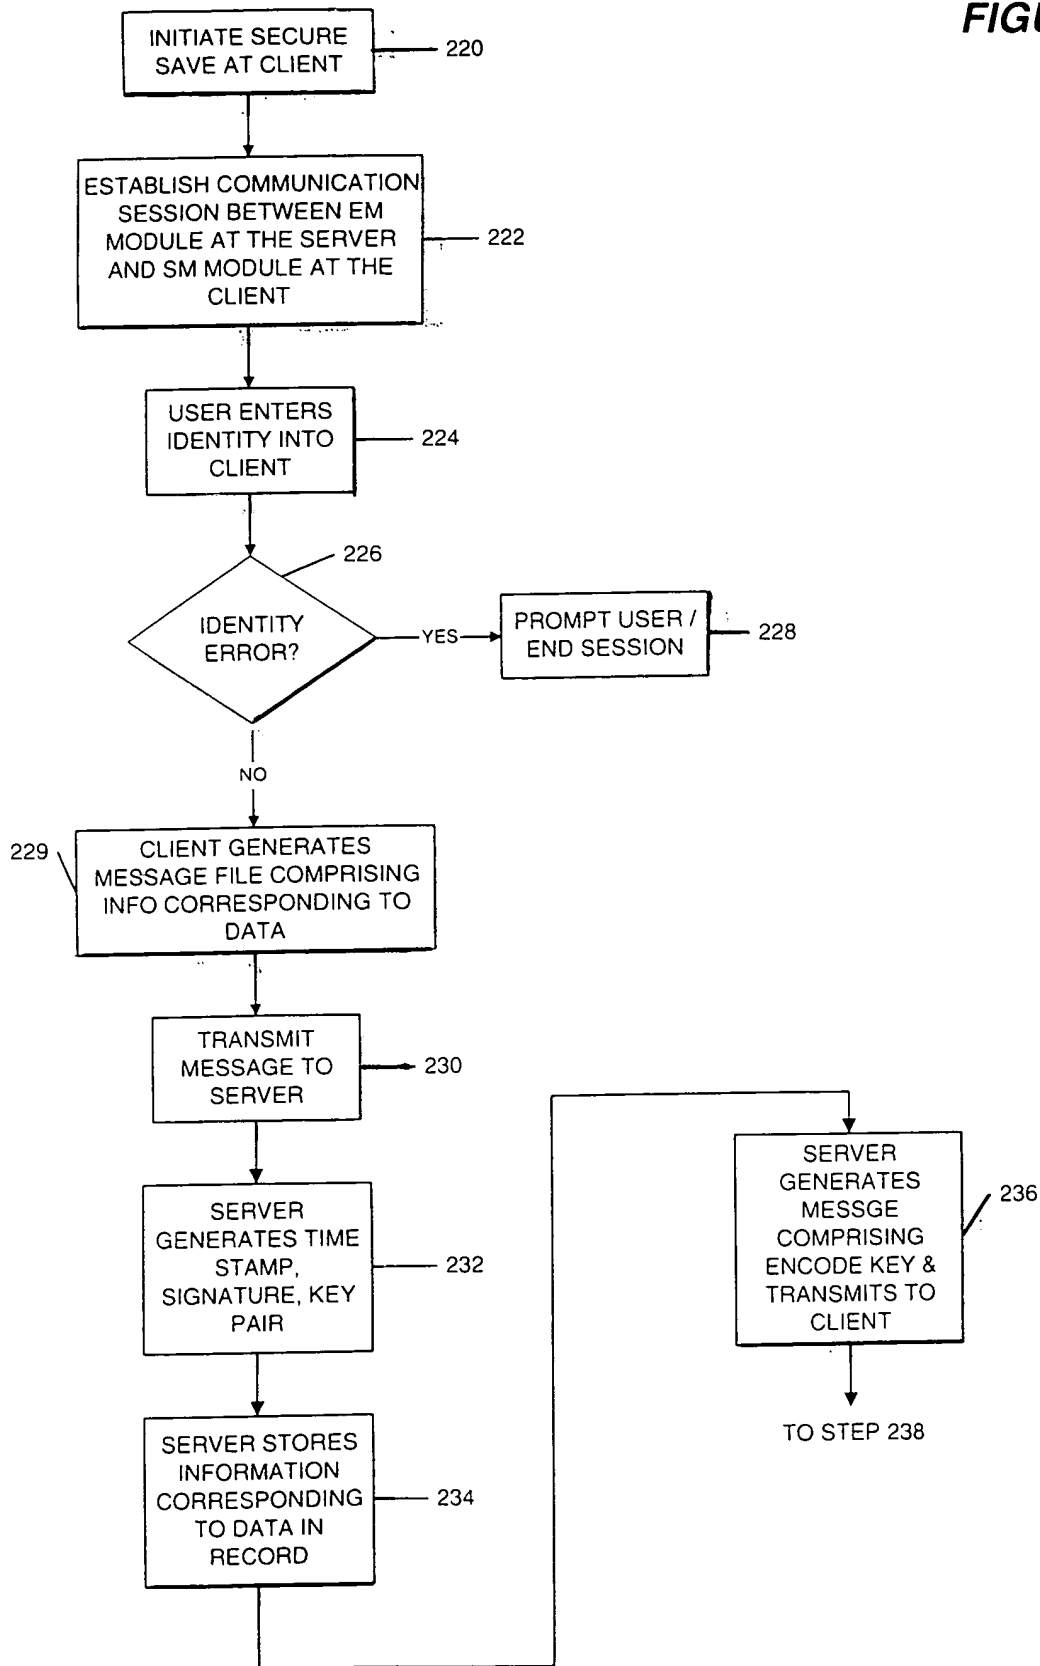 FIGU
INITIATE SECURE
SAVE AT CLIENT
220
ESTABLISH COMMUNICATION
SESSION BETWEEN EM
MODULE AT THE SERVER
AND SM MODULE AT THE
CLIENT
222
USER ENTERS
IDENTITY INTO
CLIENT
224
226
IDENTITY
ERROR?
YES
PROMPT USER /
END SESSION
228
NO
229
CLIENT GENERATES
MESSAGE FILE COMPRISING
INFO CORRESPONDING TO
DATA
TRANSMIT
MESSAGE TO
SERVER
230
SERVER
GENERATES TIME
STAMP,
SIGNATURE, KEY
PAIR
232
SERVER STORES
INFORMATION
CORRESPONDING
TO DATA IN
RECORD
234
SERVER
GENERATES
MESSGE
COMPRISING
ENCODE KEY &
TRANSMITS TO
CLIENT
236
TO STEP 238